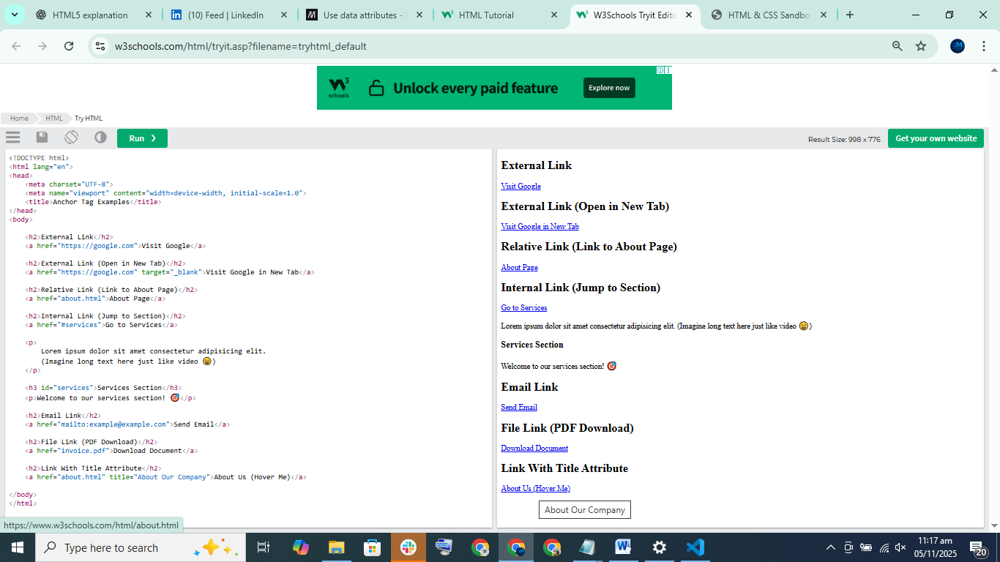 HTML5 explanation
(10) Feed | LinkedIn
Use data attributes -
HTML Tutorial
W3Schools Tryit Edito
HTML & CSS Sandbo
w3schools.com/html/tryit.asp?filename=tryhtml_default
JM
W3 schools
Unlock every paid feature
Explore now
Home
HTML
Try HTML
Run ❯
Result Size: 998 x 776
Get your own website
<!DOCTYPE html>
<html lang="en">
<head>
<meta charset="UTF-8">
<meta name="viewport" content="width=device-width, initial-scale=1.0">
<title>Anchor Tag Examples</title>
</head>
<body>
<h2>External Link</h2>
<a href="https://google.com">Visit Google</a>
<h2>External Link (Open in New Tab)</h2>
<a href="https://google.com" target="_blank">Visit Google in New Tab</a>
<h2>Relative Link (Link to About Page)</h2>
<a href="about.html">About Page</a>
<h2>Internal Link (Jump to Section)</h2>
<a href="#services">Go to Services</a>
<p>
Lorem ipsum dolor sit amet consectetur adipisicing elit.
(Imagine long text here just like video 😄)
</p>
<h3 id="services">Services Section</h3>
<p>Welcome to our services section! 🎯</p>
<h2>Email Link</h2>
<a href="mailto:example@example.com">Send Email</a>
<h2>File Link (PDF Download)</h2>
<a href="invoice.pdf">Download Document</a>
<h2>Link With Title Attribute</h2>
<a href="about.html" title="About Our Company">About Us (Hover Me)</a>
</body>
</html>
External Link
Visit Google
External Link (Open in New Tab)
Visit Google in New Tab
Relative Link (Link to About Page)
About Page
Internal Link (Jump to Section)
Go to Services
Lorem ipsum dolor sit amet consectetur adipisicing elit. (Imagine long text here just like video 😄)
Services Section
Welcome to our services section! 🎯
Email Link
Send Email
File Link (PDF Download)
Download Document
Link With Title Attribute
About Us (Hover Me)
About Our Company
https://www.w3schools.com/html/about.html
Type here to search
11:17 am
05/11/2025
20